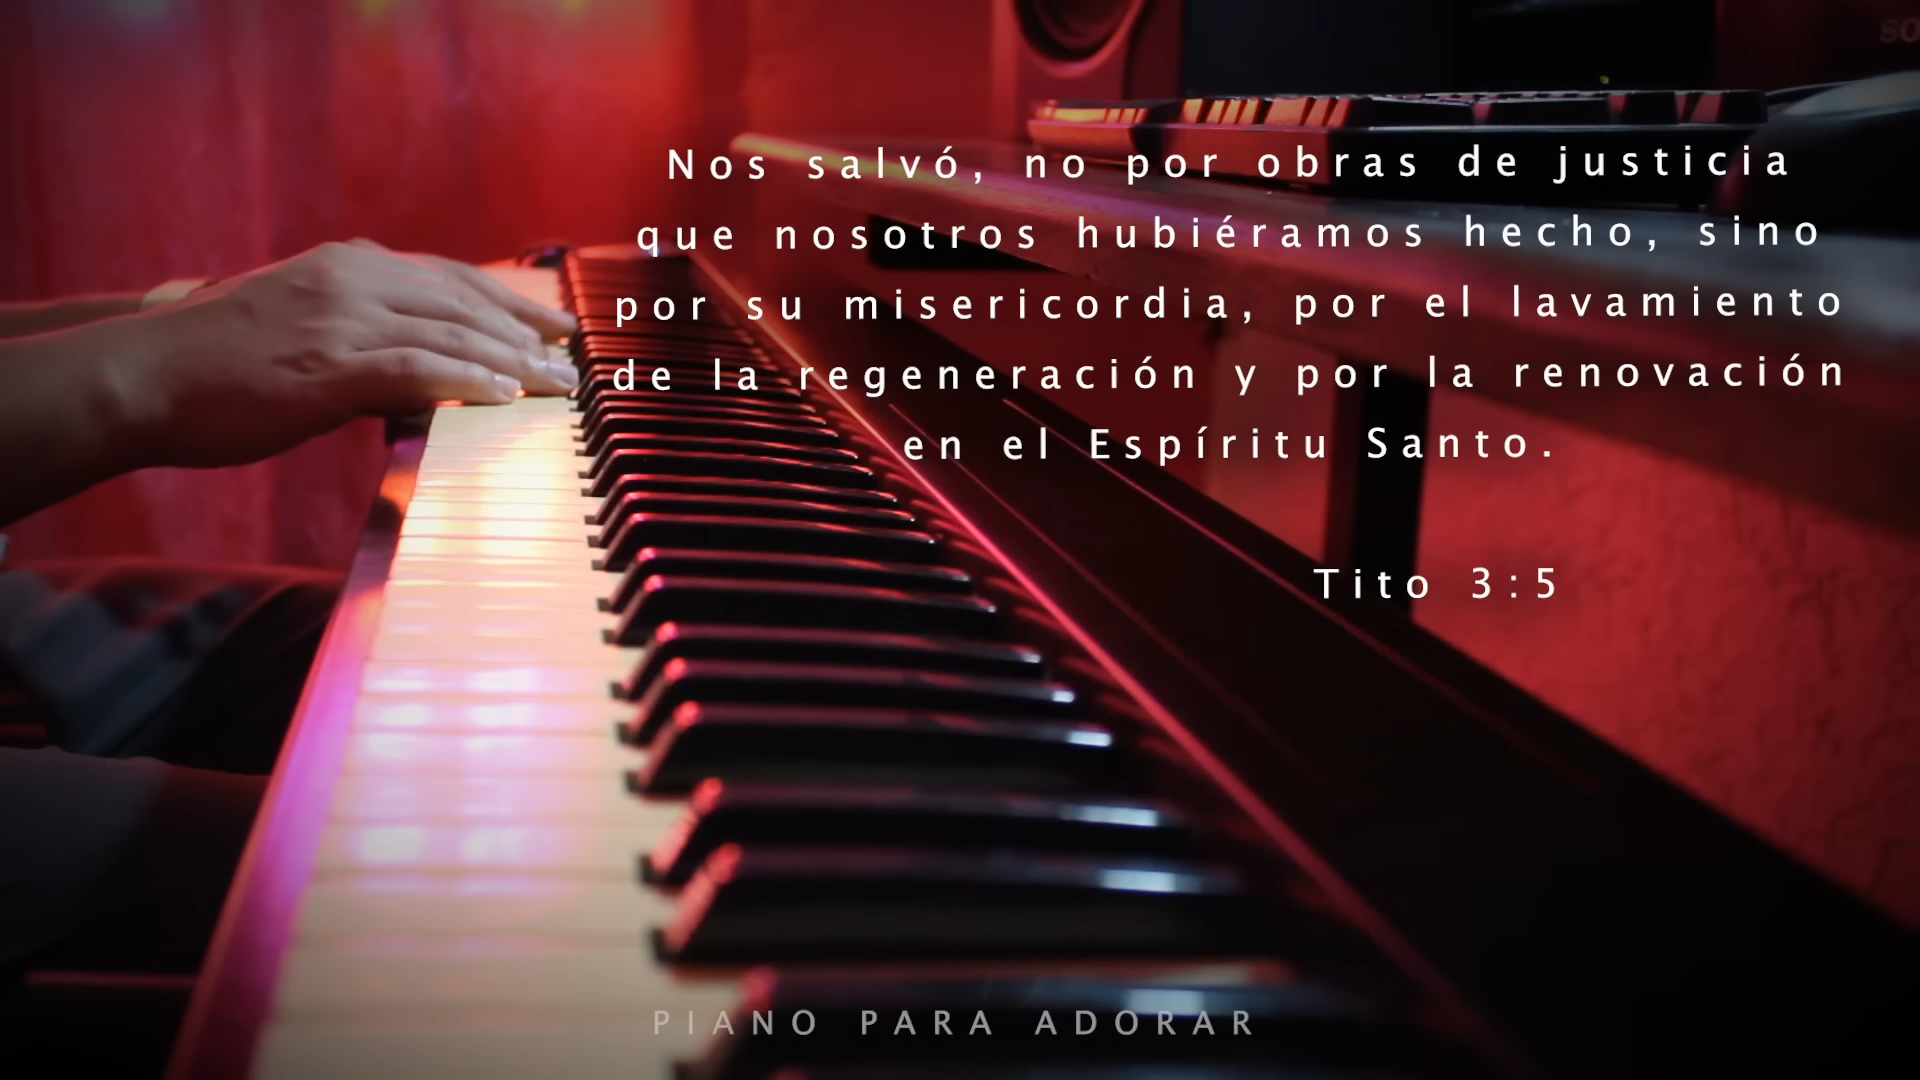 Nos salvó, no por obras de justicia
que nosotros hubiéramos hecho, sino
por su misericordia, por el lavamiento
de la regeneración y por la renovación
en el Espíritu Santo.
Tito 3:5
PIANO PARA ADORAR